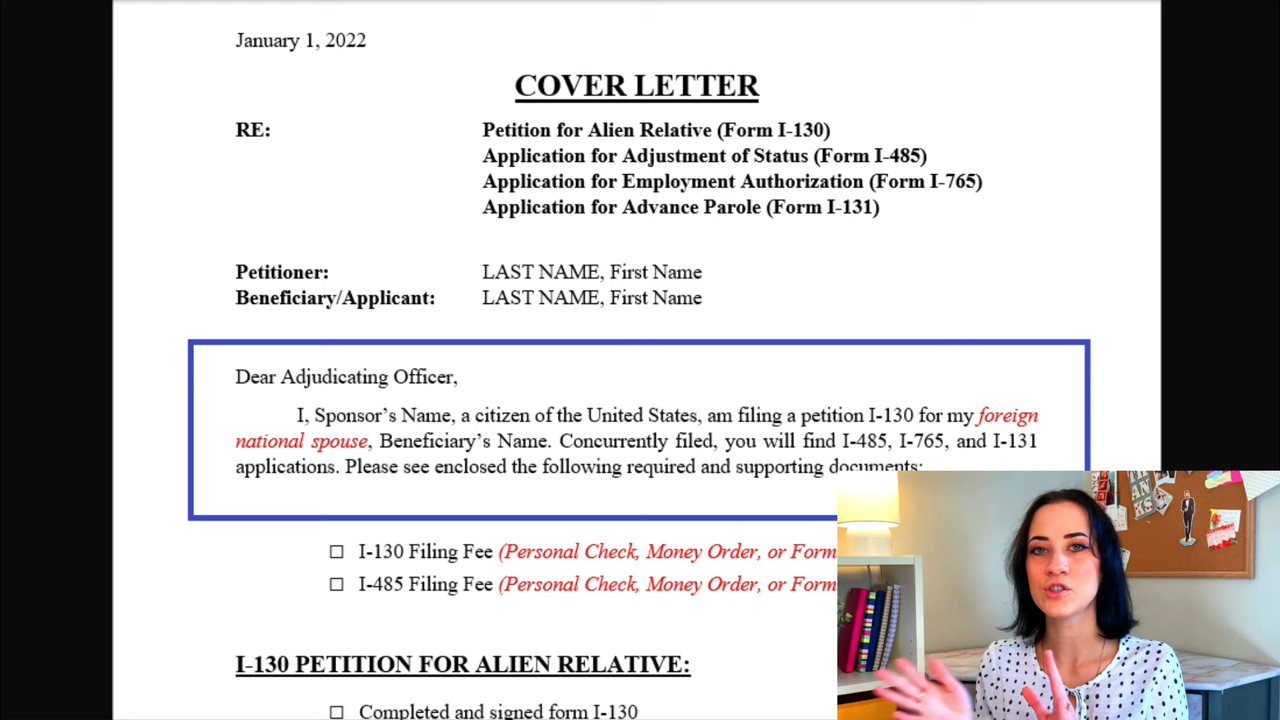 January 1, 2022
COVER LETTER
RE: Petition for Alien Relative (Form I-130)
Application for Adjustment of Status (Form I-485)
Application for Employment Authorization (Form I-765)
Application for Advance Parole (Form I-131)
Petitioner: LAST NAME, First Name
Beneficiary/Applicant: LAST NAME, First Name
Dear Adjudicating Officer,
I, Sponsor’s Name, a citizen of the United States, am filing a petition I-130 for my foreign
national spouse, Beneficiary’s Name. Concurrently filed, you will find I-485, I-765, and I-131
applications. Please see enclosed the following required and supporting documents:
I-130 Filing Fee (Personal Check, Money Order, or Form
I-485 Filing Fee (Personal Check, Money Order, or Form
I-130 PETITION FOR ALIEN RELATIVE:
Completed and signed form I-130